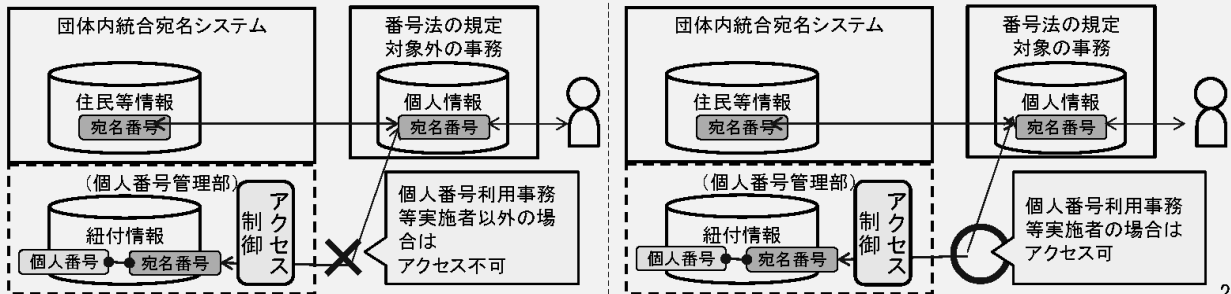 団体内統合宛名システム
住民等情報
宛名番号
番号法の規定
対象外の事務
個人情報
宛名番号
(個人番号管理部)
紐付情報
個人番号
宛名番号
アクセス
制御
個人番号利用事務
等実施者以外の場
合は
アクセス不可
団体内統合宛名システム
住民等情報
宛名番号
番号法の規定
対象の事務
個人情報
宛名番号
(個人番号管理部)
紐付情報
個人番号
宛名番号
アクセス
制御
個人番号利用事務
等実施者の場合は
アクセス可
2